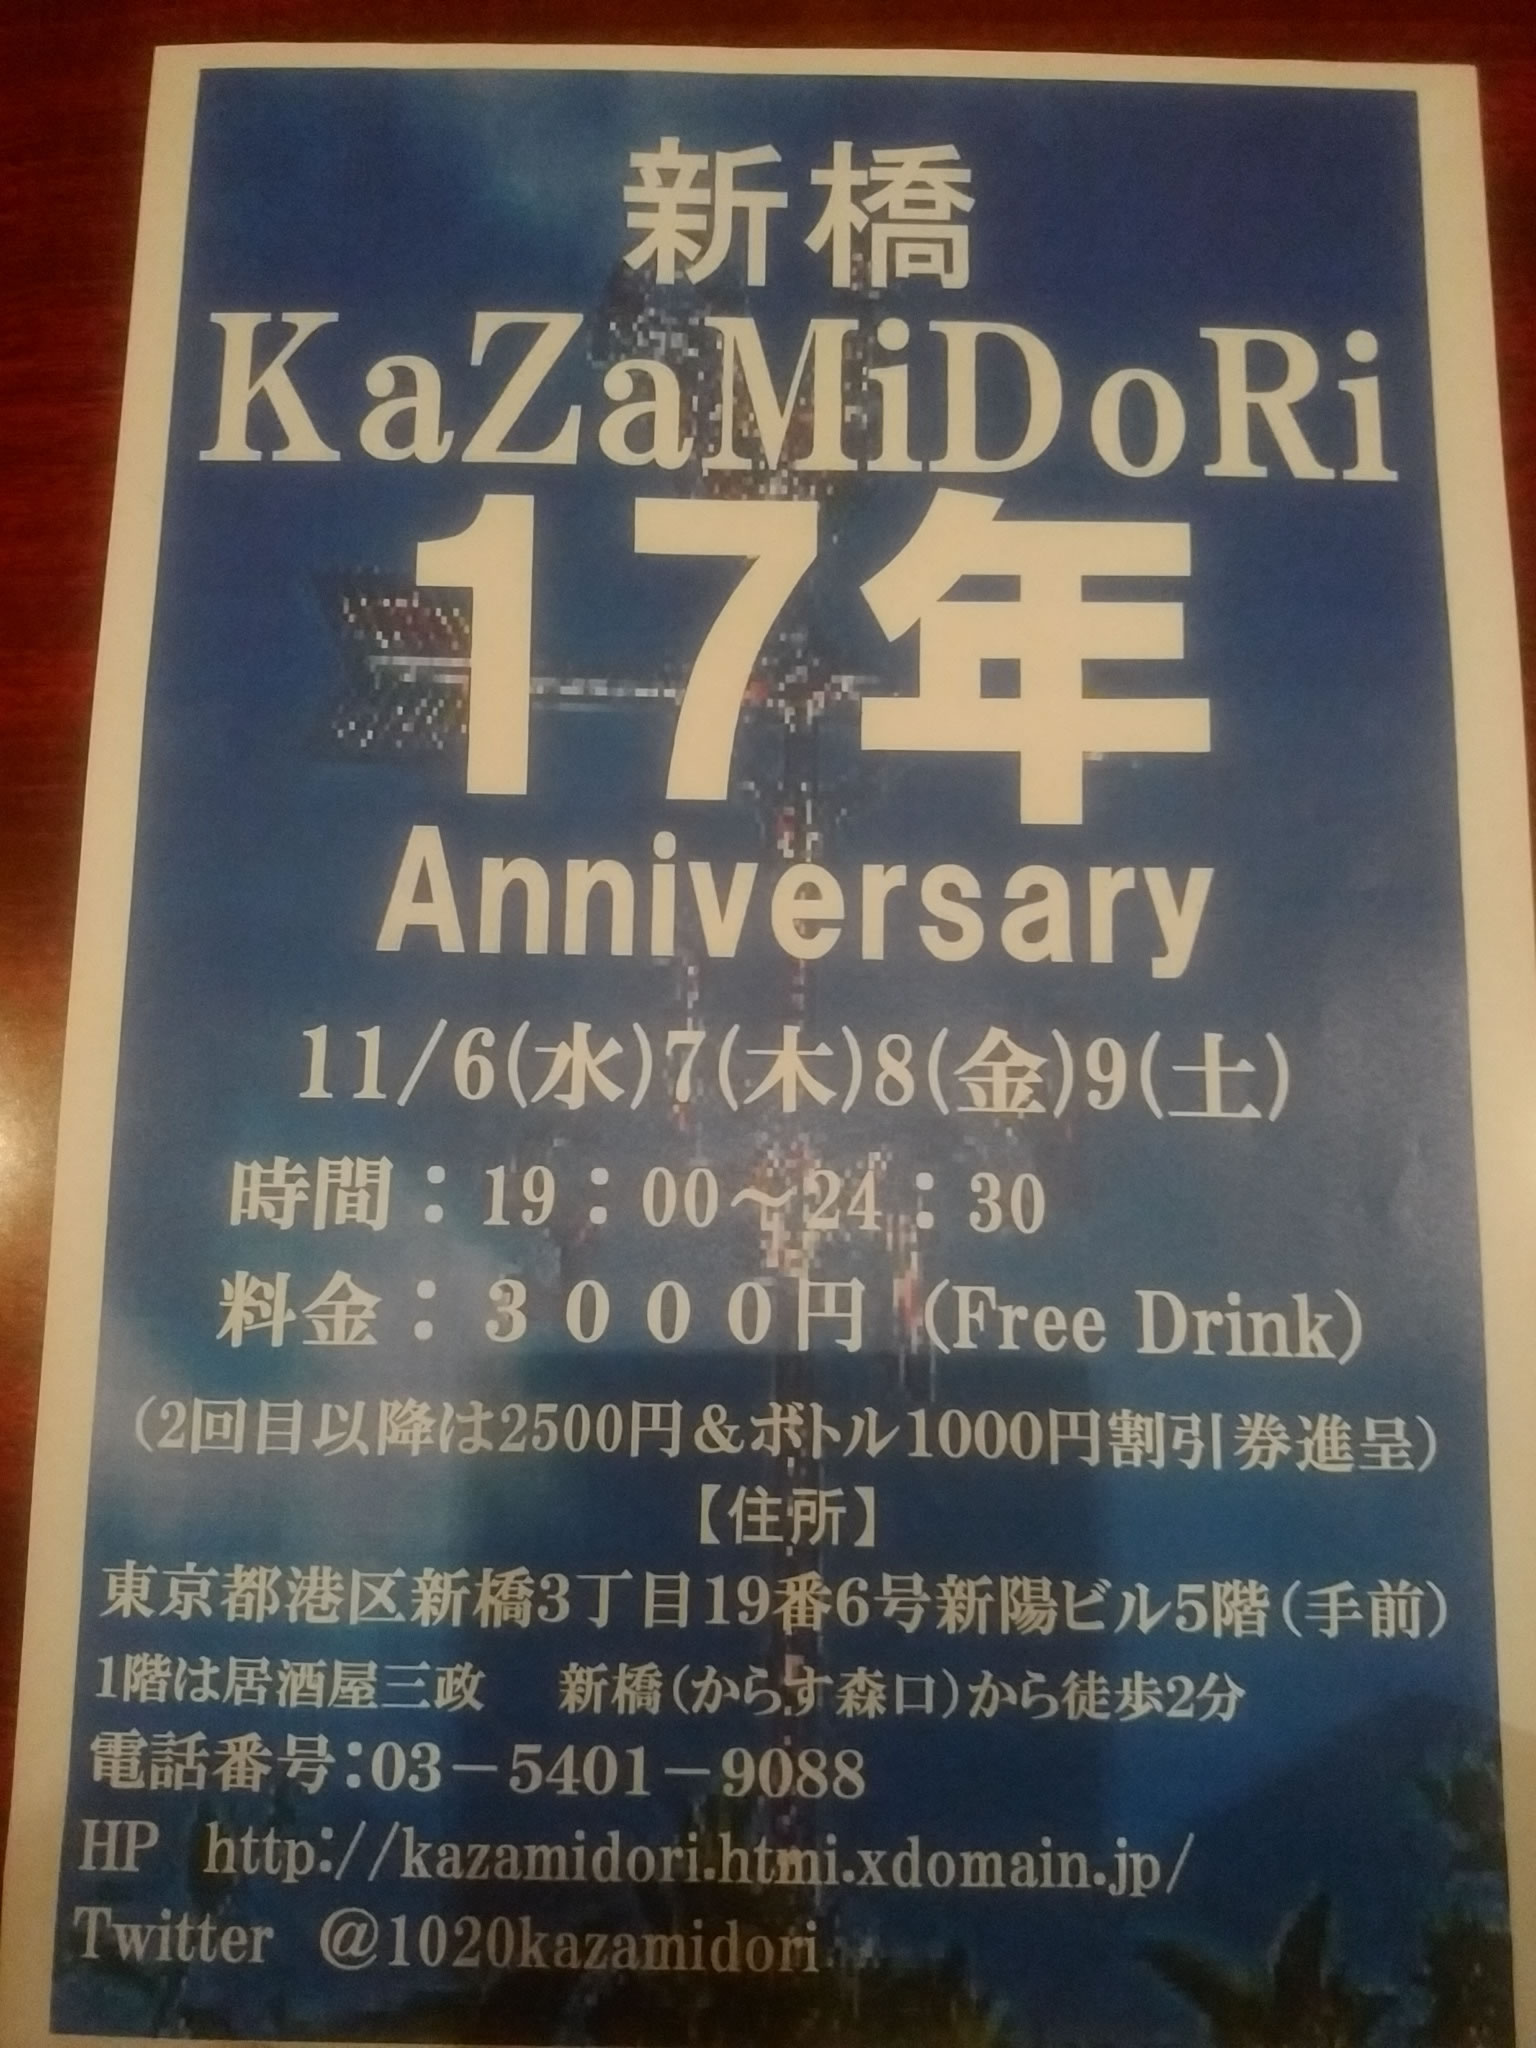 新橋
KaZaMiDoRi
17年
Anniversary
11/6(水)7(木)8(金)9(土)
時間：19：00～24：30
料金：３０００円 (Free Drink)
(2回目以降は2500円＆ボトル1000円割引券進呈)
【住所】
東京都港区新橋3丁目19番6号新陽ビル5階(手前)
1階は居酒屋三政　新橋(からす森口)から徒歩2分
電話番号：03－5401－9088
HP http://kazamidori.htmi.xdomain.jp/
Twitter @1020kazamidori